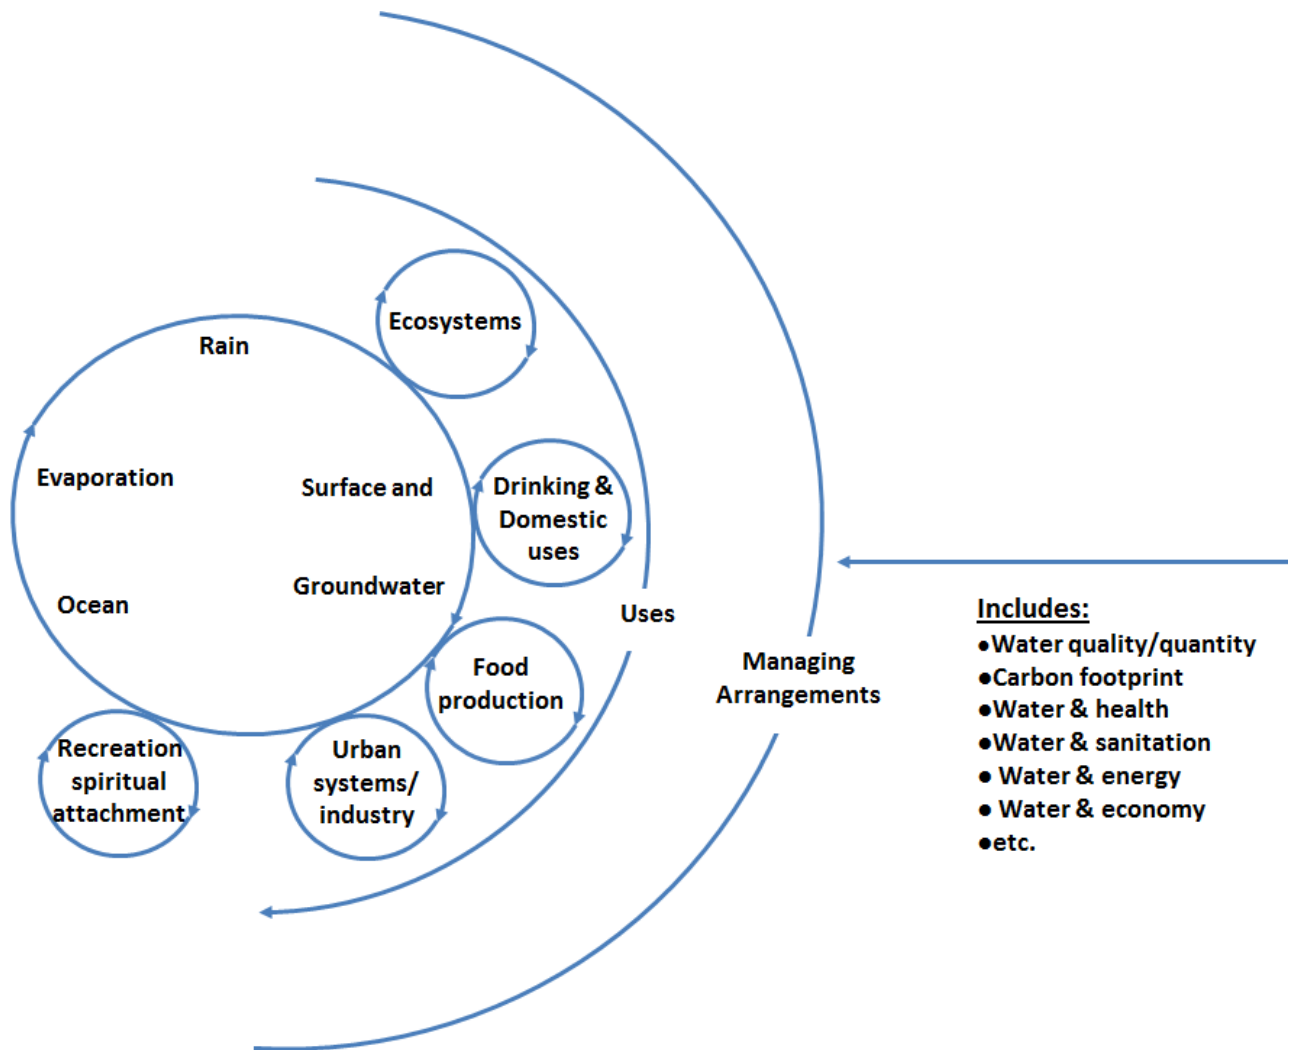 Ecosystems
Rain
Evaporation
Surface and
Groundwater
Ocean
Drinking &
Domestic
uses
Food
production
Urban
systems/
industry
Recreation
spiritual
attachment
Uses
Managing
Arrangements
Includes:
●Water quality/quantity
●Carbon footprint
●Water & health
●Water & sanitation
● Water & energy
● Water & economy
●etc.